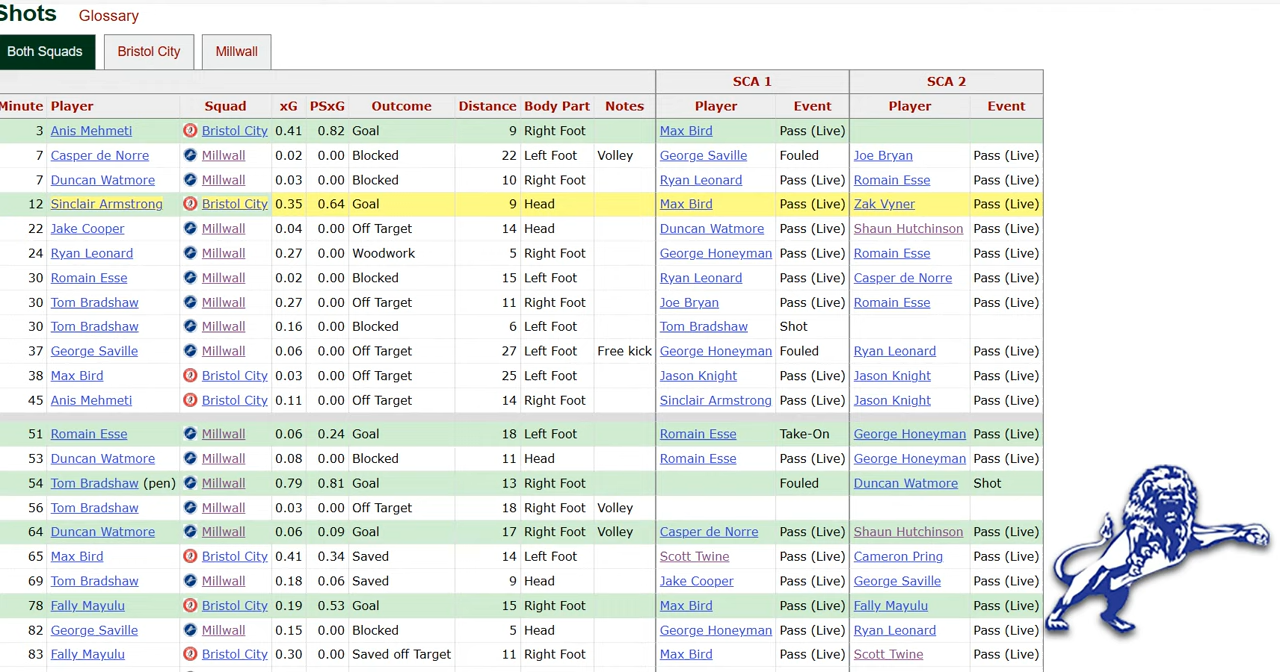 Shots Glossary
Both Squads Bristol City Millwall
SCA 1 SCA 2
Minute Player Squad xG PSxG Outcome Distance Body Part Notes Player Event Player Event
3 Anis Mehmeti Bristol City 0.41 0.82 Goal 9 Right Foot Max Bird Pass (Live)
7 Casper de Norre Millwall 0.02 0.00 Blocked 22 Left Foot Volley George Saville Fouled Joe Bryan Pass (Live)
7 Duncan Watmore Millwall 0.03 0.00 Blocked 10 Right Foot Ryan Leonard Pass (Live) Romain Esse Pass (Live)
12 Sinclair Armstrong Bristol City 0.35 0.64 Goal 9 Head Max Bird Pass (Live) Zak Vyner Pass (Live)
22 Jake Cooper Millwall 0.04 0.00 Off Target 14 Head Duncan Watmore Pass (Live) Shaun Hutchinson Pass (Live)
24 Ryan Leonard Millwall 0.27 0.00 Woodwork 5 Right Foot George Honeyman Pass (Live) Romain Esse Pass (Live)
30 Romain Esse Millwall 0.02 0.00 Blocked 15 Left Foot Ryan Leonard Pass (Live) Casper de Norre Pass (Live)
30 Tom Bradshaw Millwall 0.27 0.00 Off Target 11 Right Foot Joe Bryan Pass (Live) Romain Esse Pass (Live)
30 Tom Bradshaw Millwall 0.16 0.00 Blocked 6 Left Foot Tom Bradshaw Shot
37 George Saville Millwall 0.06 0.00 Off Target 27 Left Foot Free kick George Honeyman Fouled Ryan Leonard Pass (Live)
38 Max Bird Bristol City 0.03 0.00 Off Target 25 Left Foot Jason Knight Pass (Live) Jason Knight Pass (Live)
45 Anis Mehmeti Bristol City 0.11 0.00 Off Target 14 Right Foot Sinclair Armstrong Pass (Live) Jason Knight Pass (Live)
51 Romain Esse Millwall 0.06 0.24 Goal 18 Left Foot Romain Esse Take-On George Honeyman Pass (Live)
53 Duncan Watmore Millwall 0.08 0.00 Blocked 11 Head Romain Esse Pass (Live) George Honeyman Pass (Live)
54 Tom Bradshaw (pen) Millwall 0.79 0.81 Goal 13 Right Foot Fouled Duncan Watmore Shot
56 Tom Bradshaw Millwall 0.03 0.00 Off Target 18 Right Foot Volley
64 Duncan Watmore Millwall 0.06 0.09 Goal 17 Right Foot Volley Casper de Norre Pass (Live) Shaun Hutchinson Pass (Live)
65 Max Bird Bristol City 0.41 0.34 Saved 14 Left Foot Scott Twine Pass (Live) Cameron Pring Pass (Live)
69 Tom Bradshaw Millwall 0.18 0.06 Saved 9 Head Jake Cooper Pass (Live) George Saville Pass (Live)
78 Fally Mayulu Bristol City 0.19 0.53 Goal 15 Right Foot Max Bird Pass (Live) Fally Mayulu Pass (Live)
82 George Saville Millwall 0.15 0.00 Blocked 5 Head George Honeyman Pass (Live) Ryan Leonard Pass (Live)
83 Fally Mayulu Bristol City 0.30 0.00 Saved off Target 11 Right Foot Max Bird Pass (Live) Scott Twine Pass (Live)